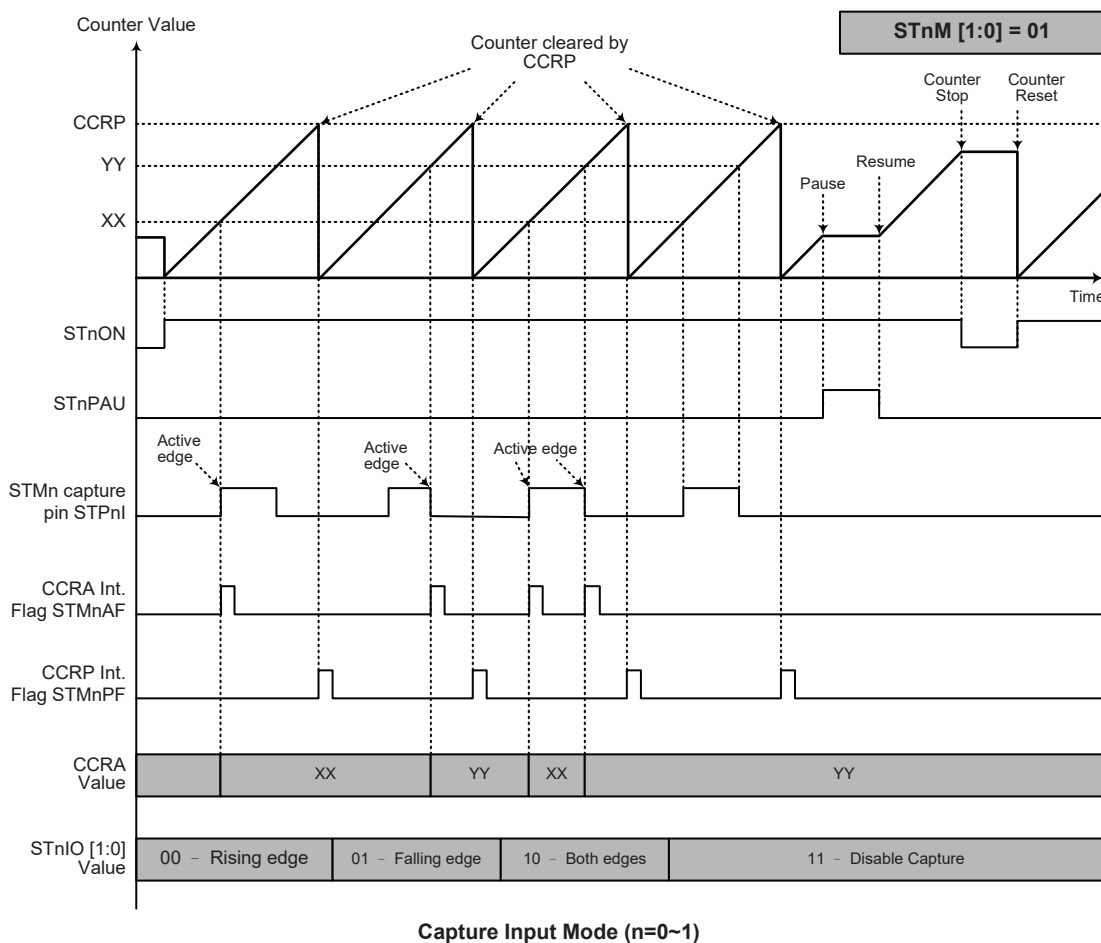 Counter Value
STnM [1:0] = 01
Counter cleared by
CCRP
Counter
Stop
Counter
Reset
CCRP
YY
XX
Pause
Resume
Time
STnON
STnPAU
Active
edge
Active
edge
Active edge
STMn capture
pin STPnI
CCRA Int.
Flag STMnAF
CCRP Int.
Flag STMnPF
CCRA
Value
XX
YY
XX
YY
STnIO [1:0]
Value
00 – Rising edge
01 – Falling edge
10 – Both edges
11 – Disable Capture
Capture Input Mode (n=0~1)